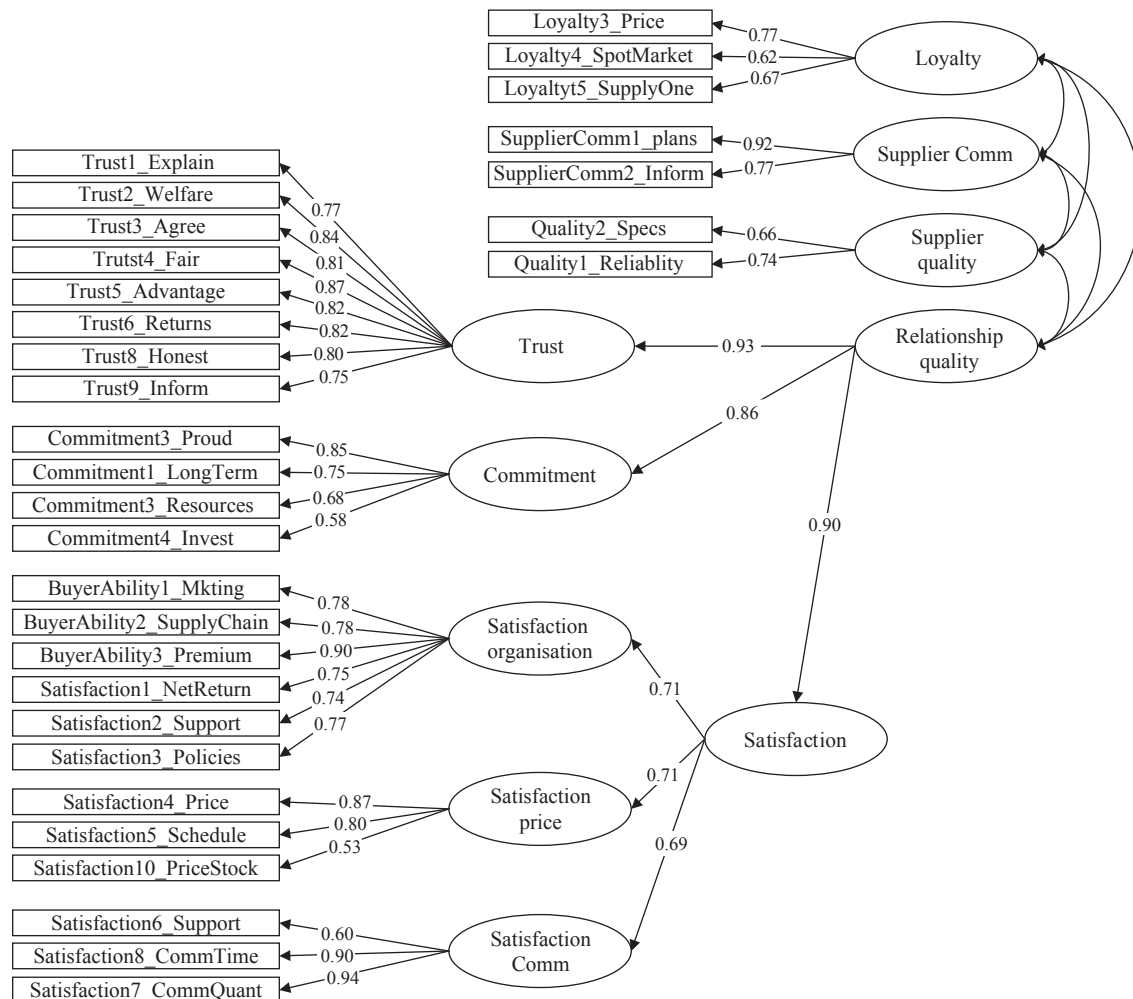 Loyalty3_Price
Loyalty4_SpotMarket
Loyaltyt5_SupplyOne
0.77
0.62
0.67
Loyalty
SupplierComm1_plans
SupplierComm2_Inform
0.92
0.77
Supplier Comm
Quality2_Specs
Quality1_Reliablity
0.66
0.74
Supplier
quality
Trust1_Explain
Trust2_Welfare
Trust3_Agree
Trutst4_Fair
Trust5_Advantage
Trust6_Returns
Trust8_Honest
Trust9_Inform
0.77
0.84
0.81
0.87
0.82
0.82
0.80
0.75
Trust
0.93
Relationship
quality
0.86
0.90
Commitment3_Proud
Commitment1_LongTerm
Commitment3_Resources
Commitment4_Invest
0.85
0.75
0.68
0.58
Commitment
BuyerAbility1_Mkting
BuyerAbility2_SupplyChain
BuyerAbility3_Premium
Satisfaction1_NetReturn
Satisfaction2_Support
Satisfaction3_Policies
0.78
0.78
0.90
0.75
0.74
0.77
Satisfaction
organisation
0.71
Satisfaction
0.71
0.69
Satisfaction4_Price
Satisfaction5_Schedule
Satisfaction10_PriceStock
0.87
0.80
0.53
Satisfaction
price
Satisfaction6_Support
Satisfaction8_CommTime
Satisfaction7_CommQuant
0.60
0.90
0.94
Satisfaction
Comm